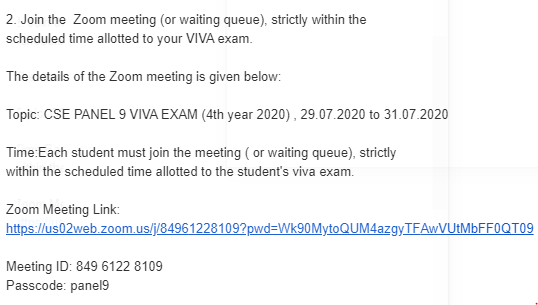 2. Join the  Zoom meeting (or waiting queue), strictly within the
scheduled time allotted to your VIVA exam.
The details of the Zoom meeting is given below:
Topic: CSE PANEL 9 VIVA EXAM (4th year 2020) , 29.07.2020 to 31.07.2020
Time:Each student must join the meeting ( or waiting queue), strictly
within the scheduled time allotted to the student's viva exam.
Zoom Meeting Link:
https://us02web.zoom.us/j/84961228109?pwd=Wk90MytoQUM4azgyTFAwVUtMbFF0QT09
Meeting ID: 849 6122 8109
Passcode: panel9